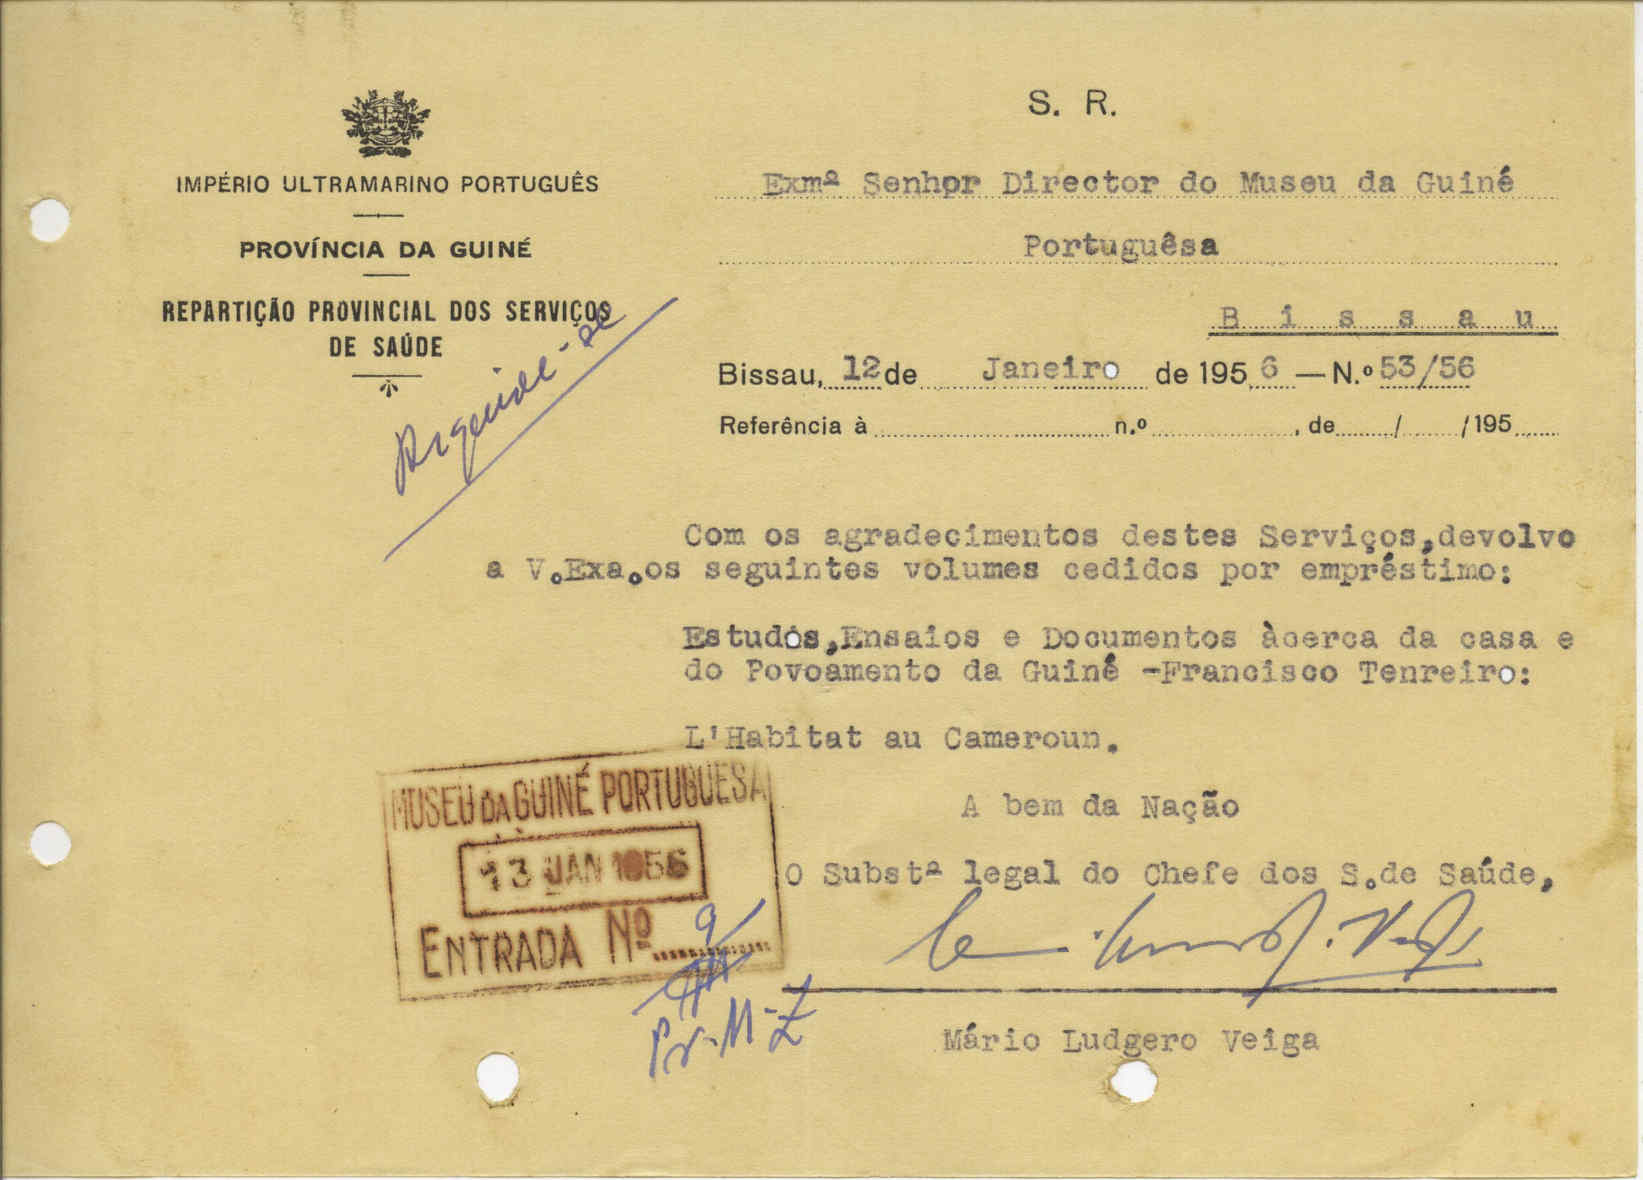 S. R.
IMPÉRIO ULTRAMARINO PORTUGUÊS
PROVÍNCIA DA GUINÉ
REPARTIÇÃO PROVINCIAL DOS SERVIÇOS
DE SAÚDE
Exmº Senhor Director do Museu da Guiné
Portuguêsa
B i s s a u
Bissau, 12 de Janeiro de 1956 — N.º 53/56
Referência à n.º , de / /195
Com os agradecimentos destes Serviços,devolvo
a V.Exa.os seguintes volumes cedidos por empréstimo:
Estudos,Ensaios e Documentos àcerca da casa e
do Povoamento da Guiné -Francisco Tenreiro:
L'Habitat au Cameroun.
A bem da Nação
O Substº legal do Chefe dos S.de Saúde,
Mário Ludgero Veiga
MUSEU DA GUINÉ PORTUGUESA
13 JAN 1956
ENTRADA Nº 9
Pr-M-Z